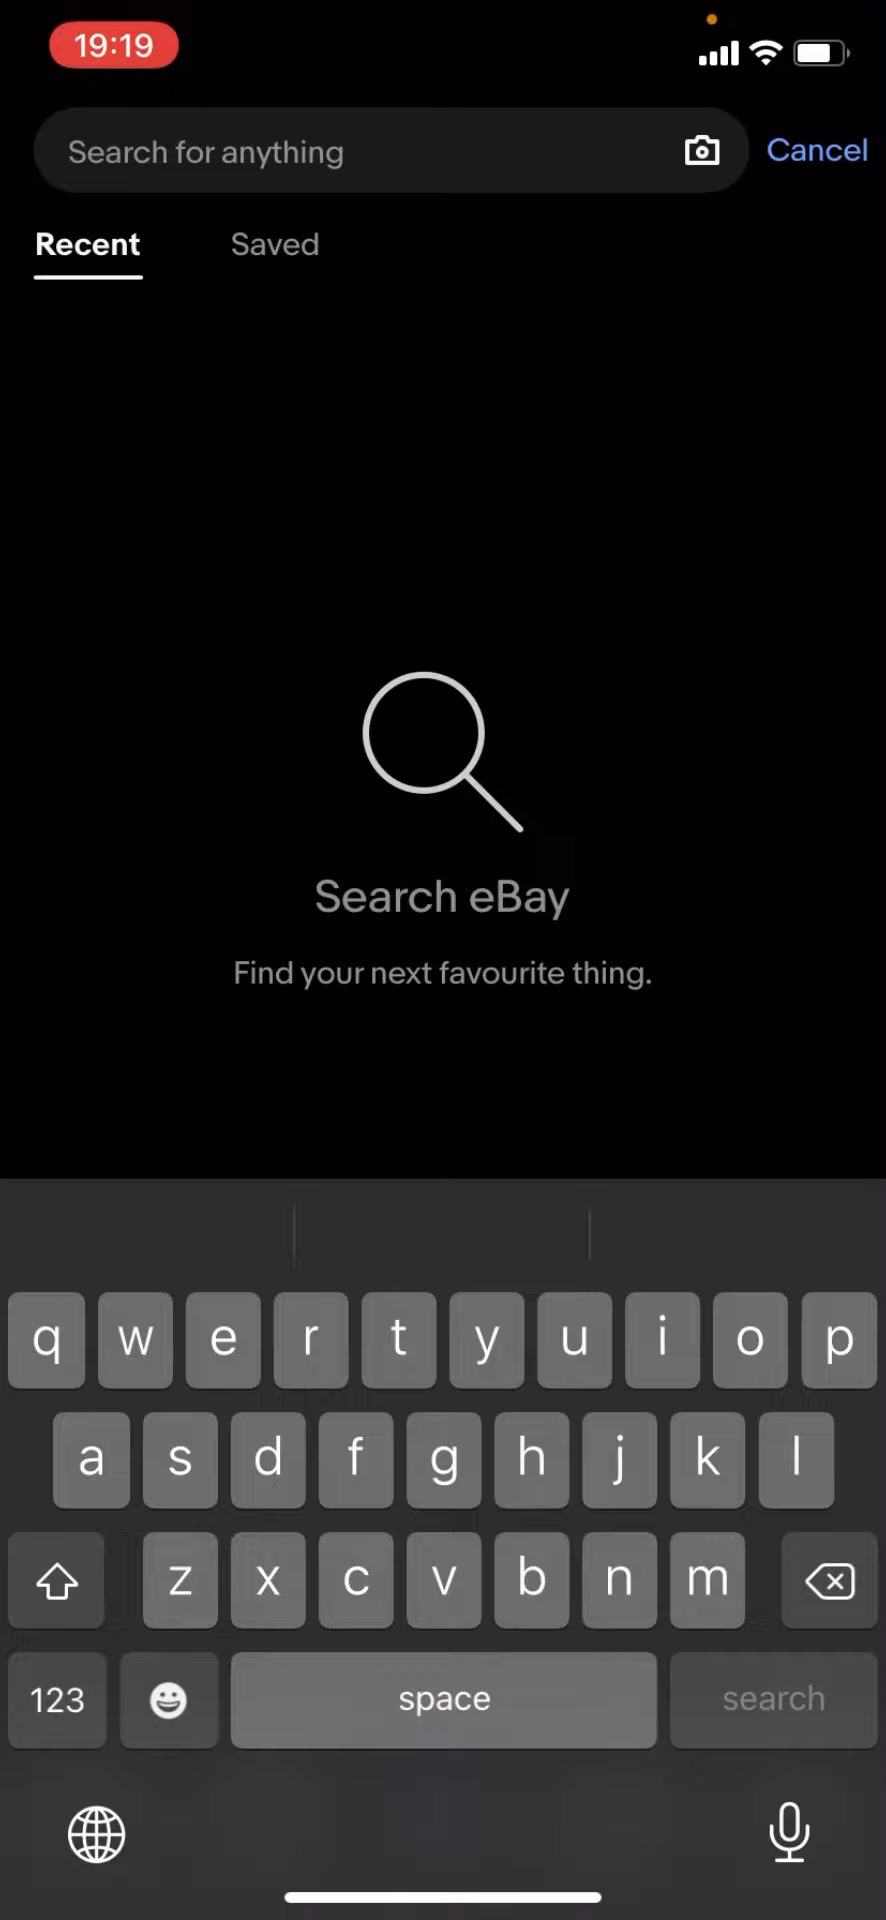 19:19
Search for anything
Cancel
Recent
Saved
Search eBay
Find your next favourite thing.
q w e r t y u i o p
a s d f g h j k l
z x c v b n m
123
space
search